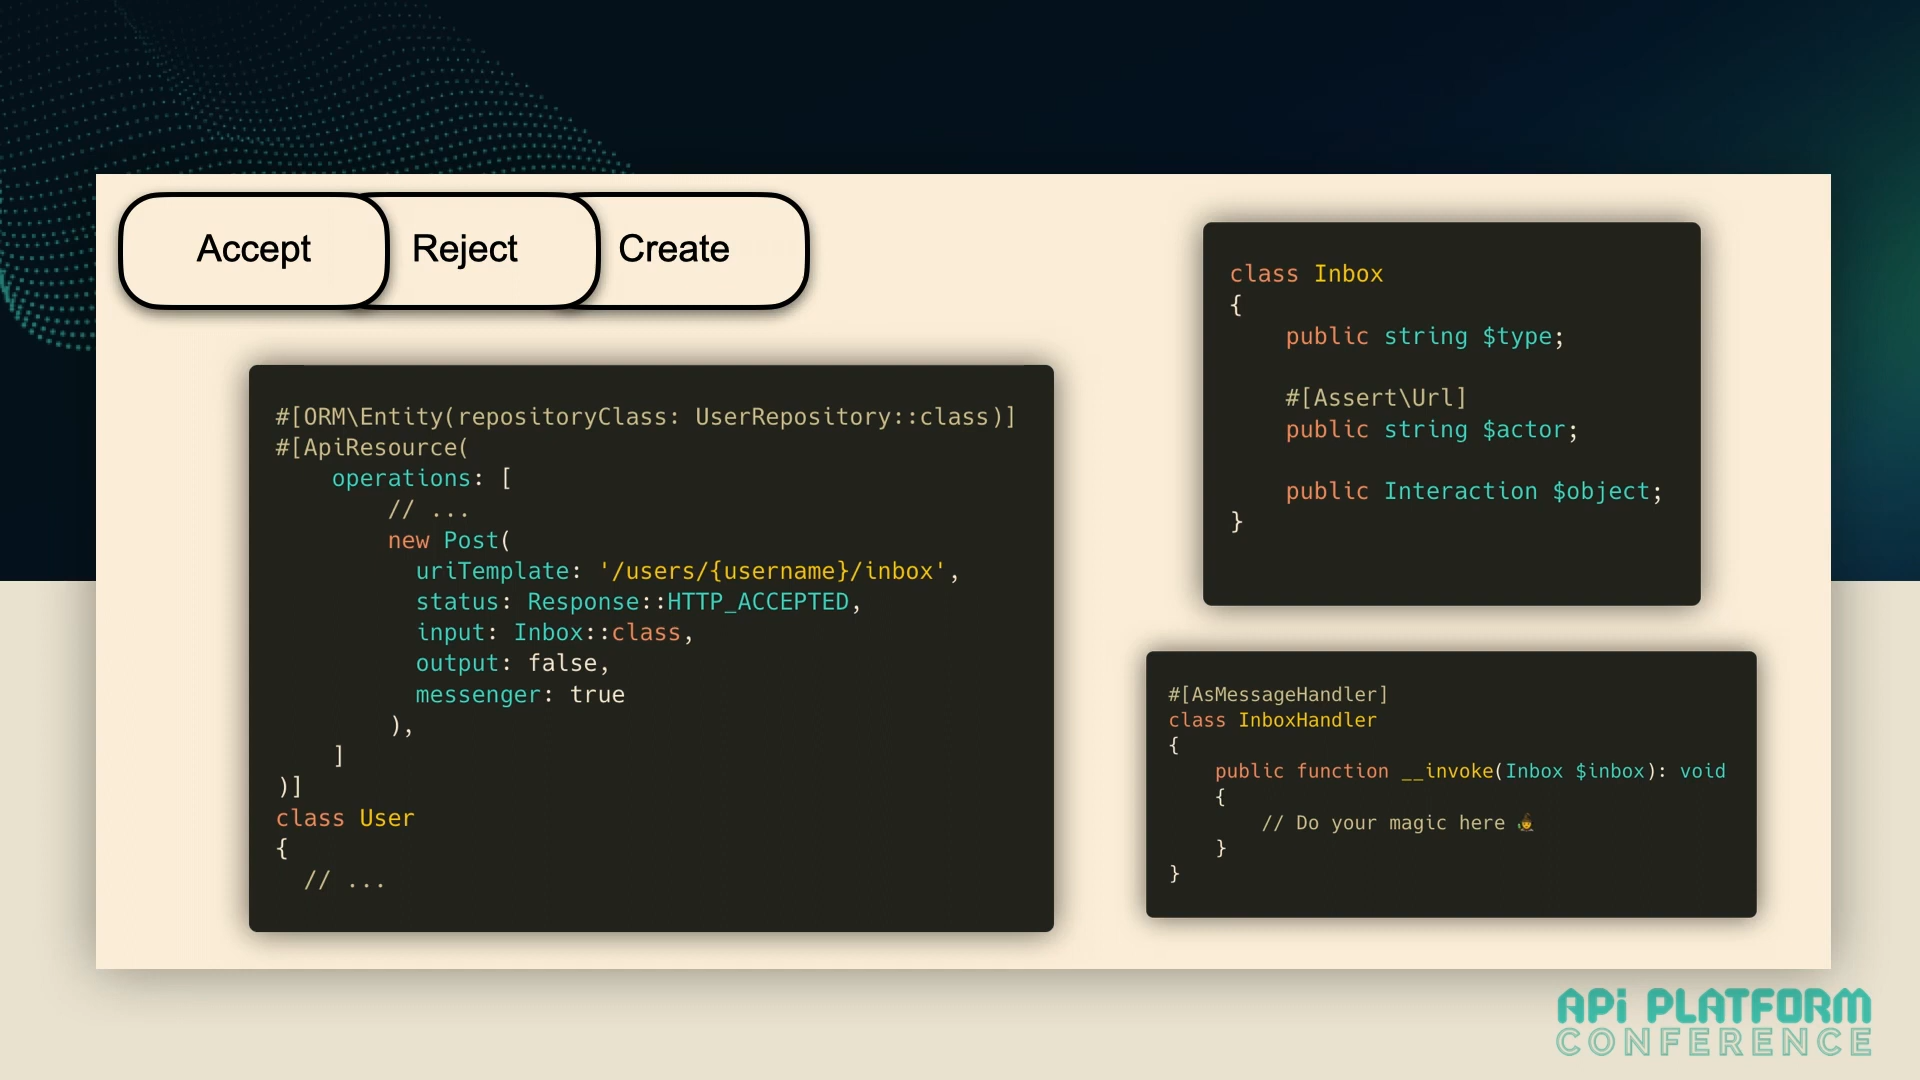 Accept
Reject
Create
#[ORM\Entity(repositoryClass: UserRepository::class)]
#[ApiResource(
    operations: [
        // ...
        new Post(
          uriTemplate: '/users/{username}/inbox',
          status: Response::HTTP_ACCEPTED,
          input: Inbox::class,
          output: false,
          messenger: true
        ),
    ]
)]
class User
{
  // ...
class Inbox
{
    public string $type;
    #[Assert\Url]
    public string $actor;
    public Interaction $object;
}
#[AsMessageHandler]
class InboxHandler
{
    public function __invoke(Inbox $inbox): void
    {
        // Do your magic here
    }
}
APi PLATFORM
CONFERENCE